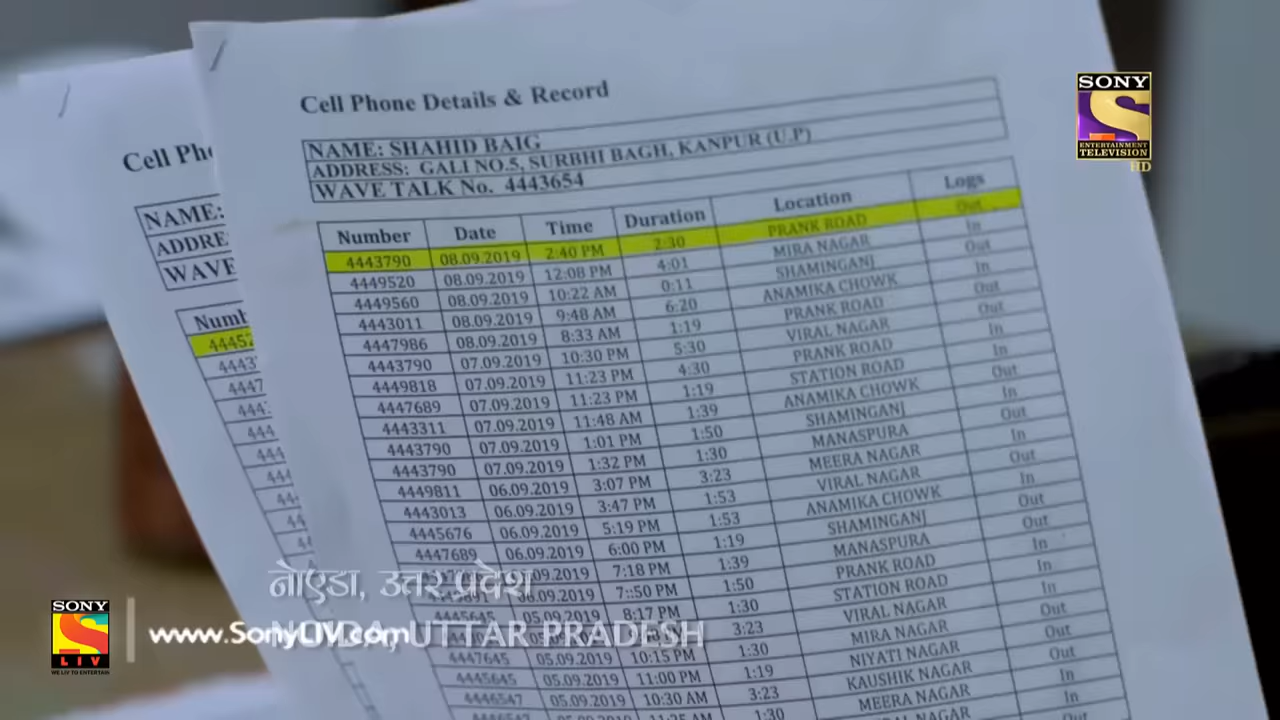 SONY
ENTERTAINMENT
TELEVISION
HD
Cell Phone Details & Record
NAME: SHAHID BAIG
ADDRESS: GALI NO.5, SURBHI BAGH, KANPUR (U.P)
WAVE TALK No. 4443654
Number Date Time Duration Location Logs
4443790 08.09.2019 2:40 PM 2:30 PRANK ROAD Out
4449520 08.09.2019 12:08 PM 4:01 MIRA NAGAR In
4449560 08.09.2019 10:22 AM 0:11 SHAMINGANJ Out
4443011 08.09.2019 9:48 AM 6:20 ANAMIKA CHOWK In
4447986 08.09.2019 8:33 AM 1:19 PRANK ROAD Out
4443790 07.09.2019 10:30 PM 5:30 VIRAL NAGAR Out
4449818 07.09.2019 11:23 PM 4:30 PRANK ROAD In
4447689 07.09.2019 11:23 PM 1:19 STATION ROAD In
4443311 07.09.2019 11:48 AM 1:39 ANAMIKA CHOWK Out
4443790 07.09.2019 1:01 PM 1:50 SHAMINGANJ In
4443790 07.09.2019 1:32 PM 1:30 MANASPURA Out
4449811 06.09.2019 3:07 PM 3:23 MEERA NAGAR In
4443013 06.09.2019 3:47 PM 1:53 VIRAL NAGAR Out
4445676 06.09.2019 5:19 PM 1:53 ANAMIKA CHOWK In
4447689 06.09.2019 6:00 PM 1:19 SHAMINGANJ Out
7:18 PM 1:39 MANASPURA Out
7::50 PM 1:50 PRANK ROAD In
4445645 05.09.2019 8:17 PM 1:30 STATION ROAD In
3:23 VIRAL NAGAR Out
4447645 05.09.2019 10:15 PM 1:30 MIRA NAGAR Out
4445645 05.09.2019 11:00 PM 1:19 NIYATI NAGAR In
4446547 05.09.2019 10:30 AM 3:23 KAUSHIK NAGAR Out
05.09.2019 1:30 MEERA NAGAR In
Cell Ph
NAME:
ADDRE
WAVE
Numb
नोएडा, उत्तर प्रदेश
NOIDA, UTTAR PRADESH
SONY
LIV
WE LIV TO ENTERTAIN
www.SonyLIV.com